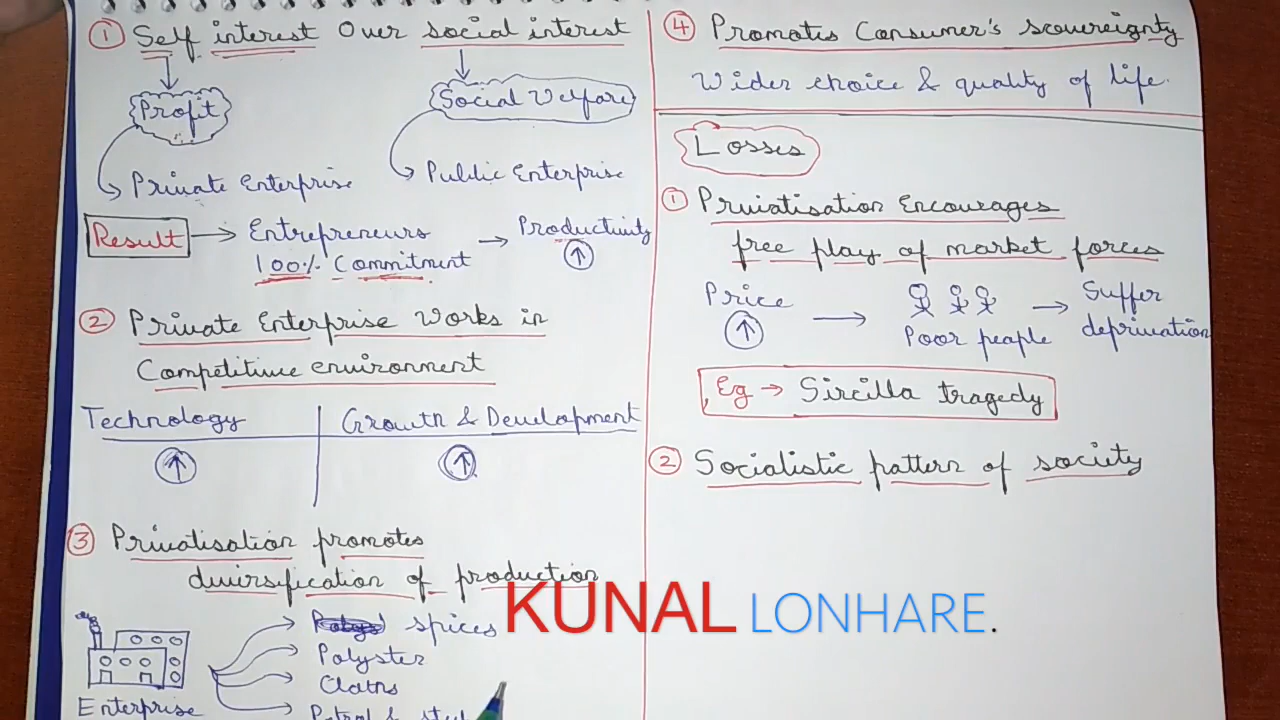 ① Self interest Over social interest
Profit
Social Welfare
Private Enterprise
Public Enterprise
Result → Entrepreneurs → Productivity
100% Commitment ↑
② Private Enterprise Works in
Competitive environment
Technology Growth & Development
↑ ↑
③ Privatisation promotes
diversification of production
spices
Polyster
Cloths
Petrol &
Enterprise
④ Promotes Consumer's Scovereignty
Wider choice & quality of life.
Losses
① Privatisation Encourages
free play of market forces
Price ↑ → Poor people → Suffer
deprivation
Eg → Sircilla tragedy
② Socialistic pattern of society
KUNAL LONHARE.